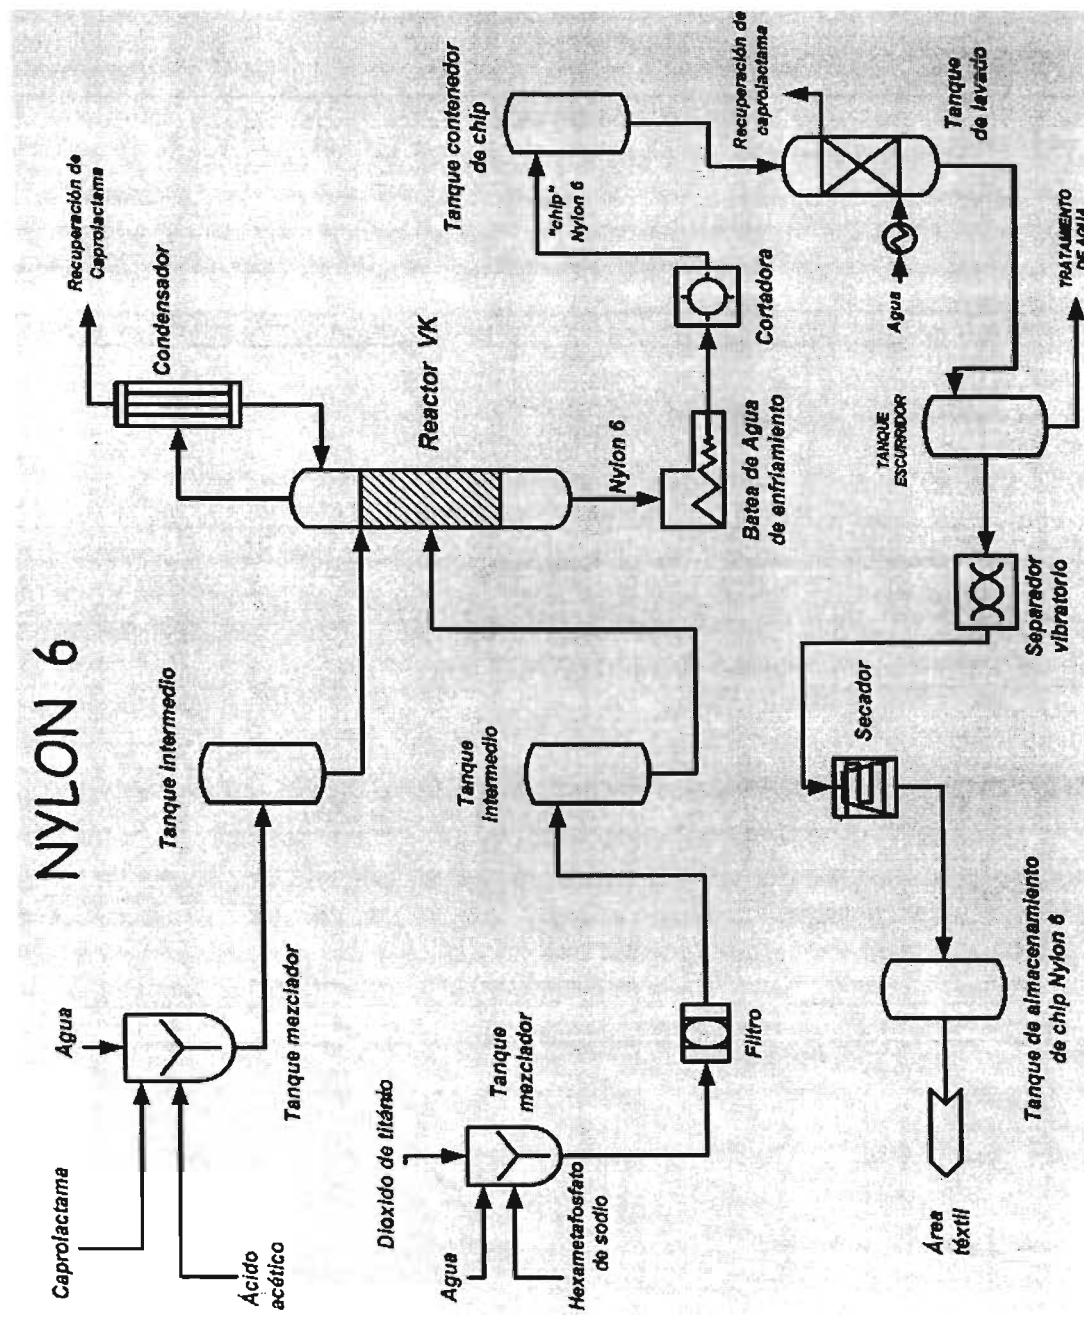 NYLON 6
Caprolactama
Ácido
acético
Agua
Tanque mezclador
Tanque intermedio
Condensador
Recuperación de
Caprolactama
Reactor VK
Nylon 6
Dioxido de titánio
Agua
Hexametafosfato
de sodio
Tanque
mezclador
Filtro
Tanque
intermedio
Batea de Agua
de enfriamiento
Cortadora
"chip"
Nylon 6
Tanque contenedor
de chip
Recuperación de
caprolactama
Tanque
de lavado
Agua
TANQUE
ESCURRIDOR
TRATAMIENTO
DE AGUA
Separador
vibratorio
Secador
Tanque de almacenamiento
de chip Nylon 6
Área
téxtil